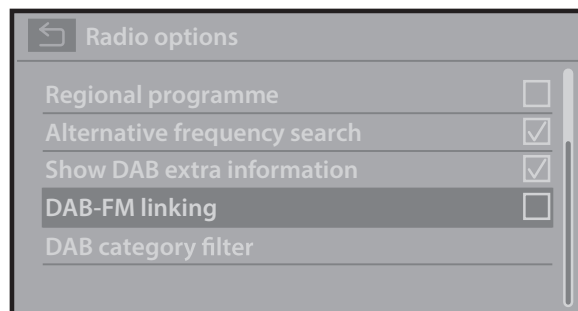 Radio options
Regional programme
Alternative frequency search
Show DAB extra information
DAB-FM linking
DAB category filter